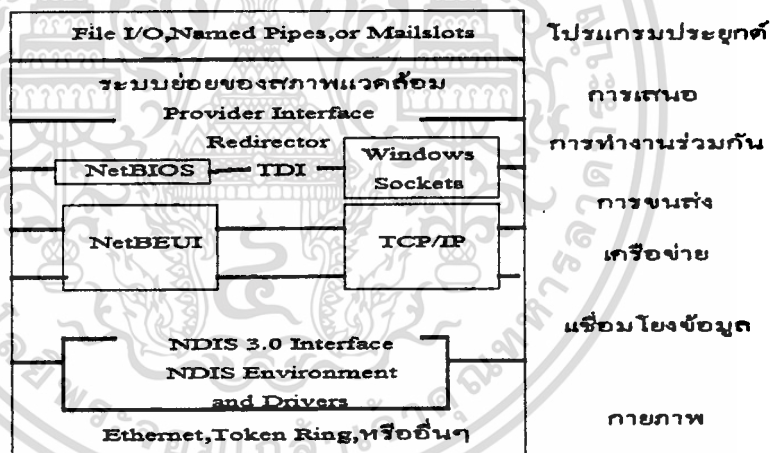 File I/O,Named Pipes,or Mailslots
โปรแกรมประยุกต์
ระบบย่อยของสภาพแวดล้อม
การเสนอ
Provider Interface
Redirector
การทำงานร่วมกัน
NetBIOS
TDI
Windows
Sockets
การขนส่ง
NetBEUI
TCP/IP
เครือข่าย
เชื่อมโยงข้อมูล
NDIS 3.0 Interface
NDIS Environment
and Drivers
กายภาพ
Ethernet,Token Ring,หรืออื่นๆ